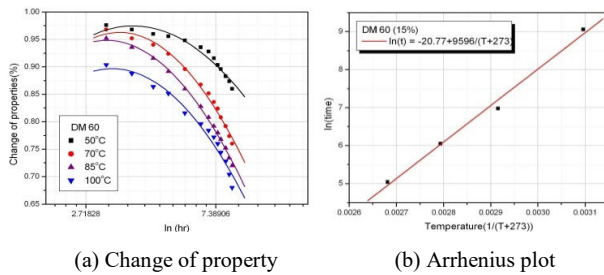 1.00
0.95
0.90
0.85
0.80
0.75
0.70
0.65
Change of properties(%)
DM 60
50°C
70°C
85°C
100°C
2.71828
7.38906
ln (hr)
(a) Change of property
9
8
7
6
5
ln(time)
DM 60 (15%)
ln(t) = -20.77+9596/(T+273)
0.0026
0.0027
0.0028
0.0029
0.0030
0.0031
Temperature(1/(T+273))
(b) Arrhenius plot